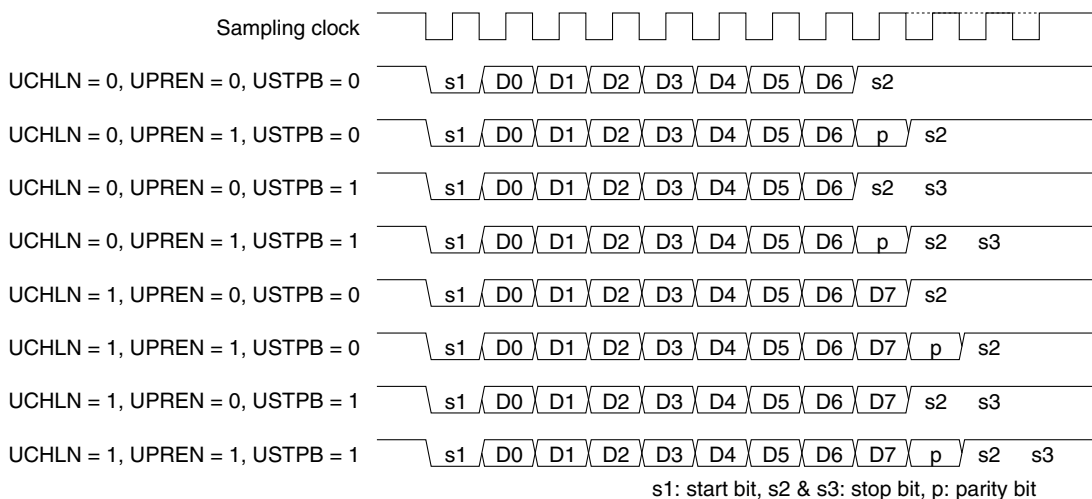 Sampling clock
UCHLN = 0, UPREN = 0, USTPB = 0 s1 D0 D1 D2 D3 D4 D5 D6 s2
UCHLN = 0, UPREN = 1, USTPB = 0 s1 D0 D1 D2 D3 D4 D5 D6 p s2
UCHLN = 0, UPREN = 0, USTPB = 1 s1 D0 D1 D2 D3 D4 D5 D6 s2 s3
UCHLN = 0, UPREN = 1, USTPB = 1 s1 D0 D1 D2 D3 D4 D5 D6 p s2 s3
UCHLN = 1, UPREN = 0, USTPB = 0 s1 D0 D1 D2 D3 D4 D5 D6 D7 s2
UCHLN = 1, UPREN = 1, USTPB = 0 s1 D0 D1 D2 D3 D4 D5 D6 D7 p s2
UCHLN = 1, UPREN = 0, USTPB = 1 s1 D0 D1 D2 D3 D4 D5 D6 D7 s2 s3
UCHLN = 1, UPREN = 1, USTPB = 1 s1 D0 D1 D2 D3 D4 D5 D6 D7 p s2 s3
s1: start bit, s2 & s3: stop bit, p: parity bit